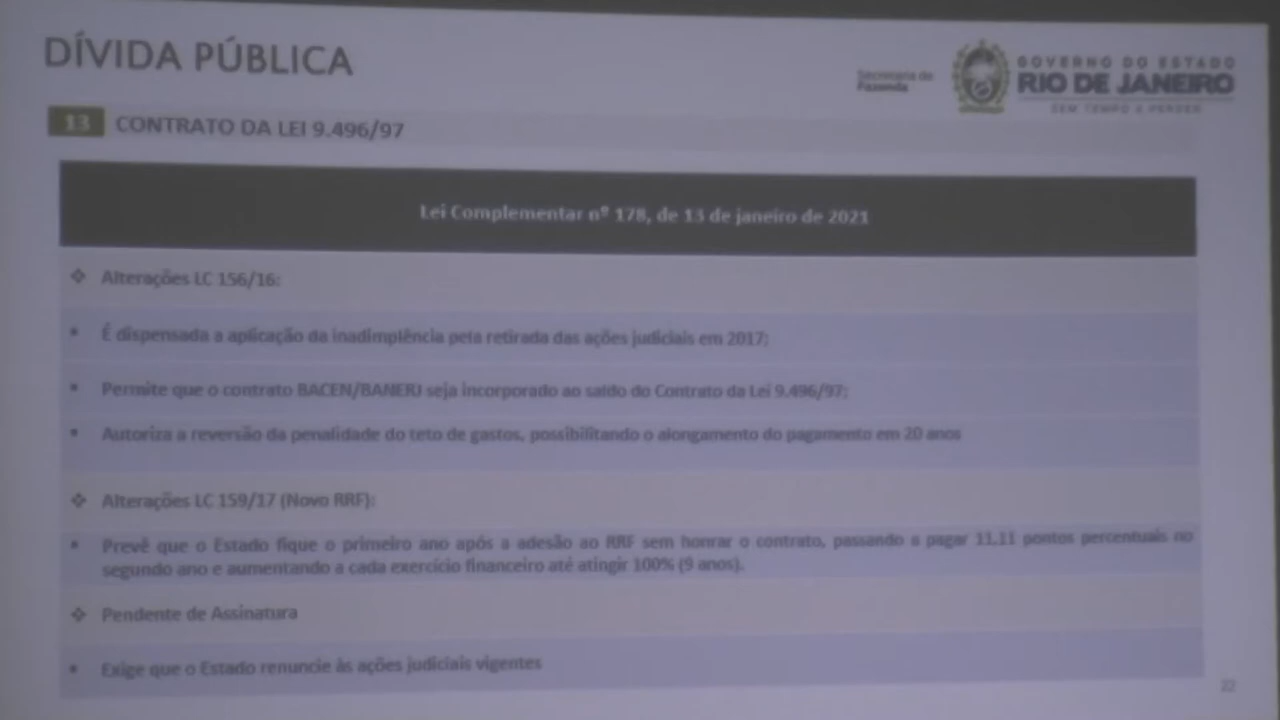 DÍVIDA PÚBLICA
Secretaria de
Fazenda
GOVERNO DO ESTADO
RIO DE JANEIRO
SEM TEMPO A PERDER
13 CONTRATO DA LEI 9.496/97
Lei Complementar nº 178, de 13 de janeiro de 2021
❖ Alterações LC 156/16:
▪ É dispensada a aplicação da inadimplência pela retirada das ações judiciais em 2017;
▪ Permite que o contrato BACEN/BANERJ seja incorporado ao saldo do Contrato da Lei 9.496/97;
▪ Autoriza a reversão da penalidade do teto de gastos, possibilitando o alongamento do pagamento em 20 anos
❖ Alterações LC 159/17 (Novo RRF):
▪ Prevê que o Estado fique o primeiro ano após a adesão ao RRF sem honrar o contrato, passando a pagar 11,11 pontos percentuais no
segundo ano e aumentando a cada exercício financeiro até atingir 100% (9 anos).
❖ Pendente de Assinatura
▪ Exige que o Estado renuncie às ações judiciais vigentes
22